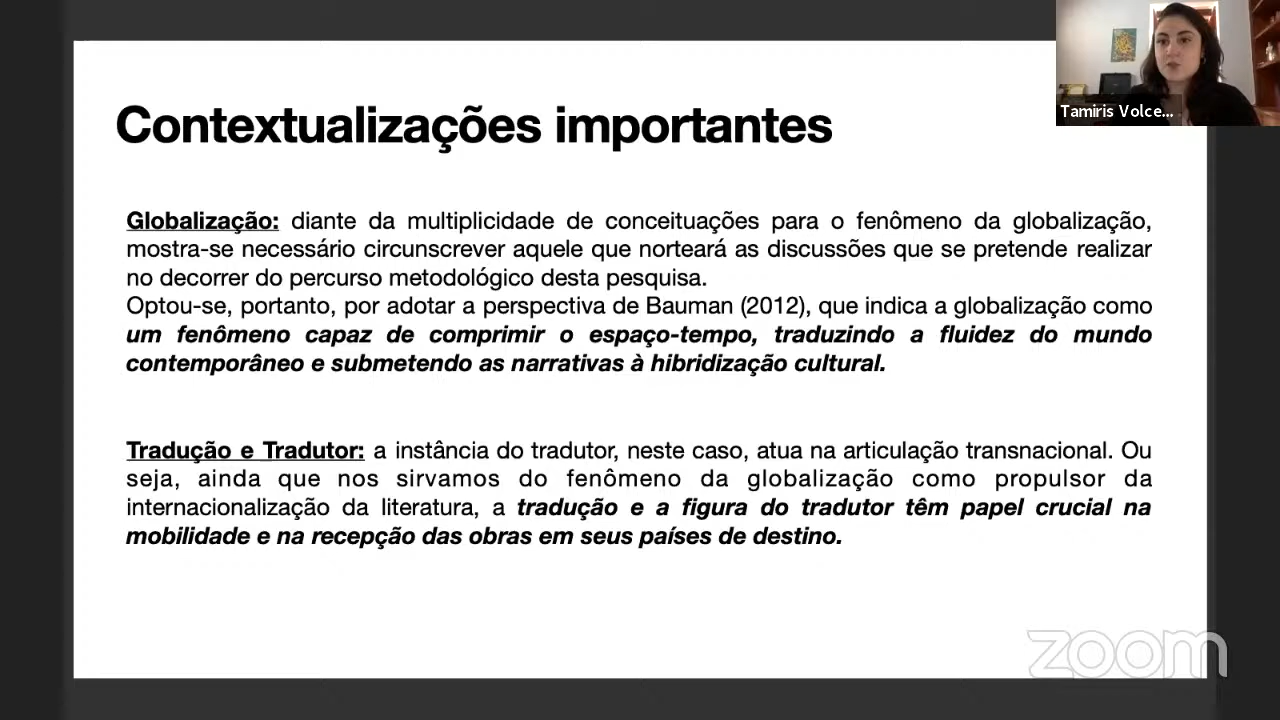 Contextualizações importantes
Tamiris Volce...
Globalização: diante da multiplicidade de conceituações para o fenômeno da globalização,
mostra-se necessário circunscrever aquele que norteará as discussões que se pretende realizar
no decorrer do percurso metodológico desta pesquisa.
Optou-se, portanto, por adotar a perspectiva de Bauman (2012), que indica a globalização como
um fenômeno capaz de comprimir o espaço-tempo, traduzindo a fluidez do mundo
contemporâneo e submetendo as narrativas à hibridização cultural.
Tradução e Tradutor: a instância do tradutor, neste caso, atua na articulação transnacional. Ou
seja, ainda que nos sirvamos do fenômeno da globalização como propulsor da
internacionalização da literatura, a tradução e a figura do tradutor têm papel crucial na
mobilidade e na recepção das obras em seus países de destino.
zoom